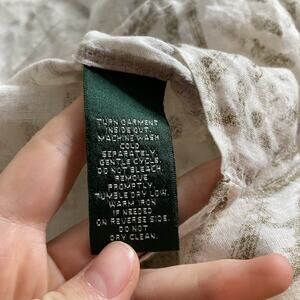 TURN GARMENT
INSIDE OUT.
MACHINE WASH
COLD
SEPARATELY,
GENTLE CYCLE.
DO NOT BLEACH.
REMOVE
PROMPTLY.
TUMBLE DRY LOW.
WARM IRON
IF NEEDED
ON REVERSE SIDE.
DO NOT
DRY CLEAN.